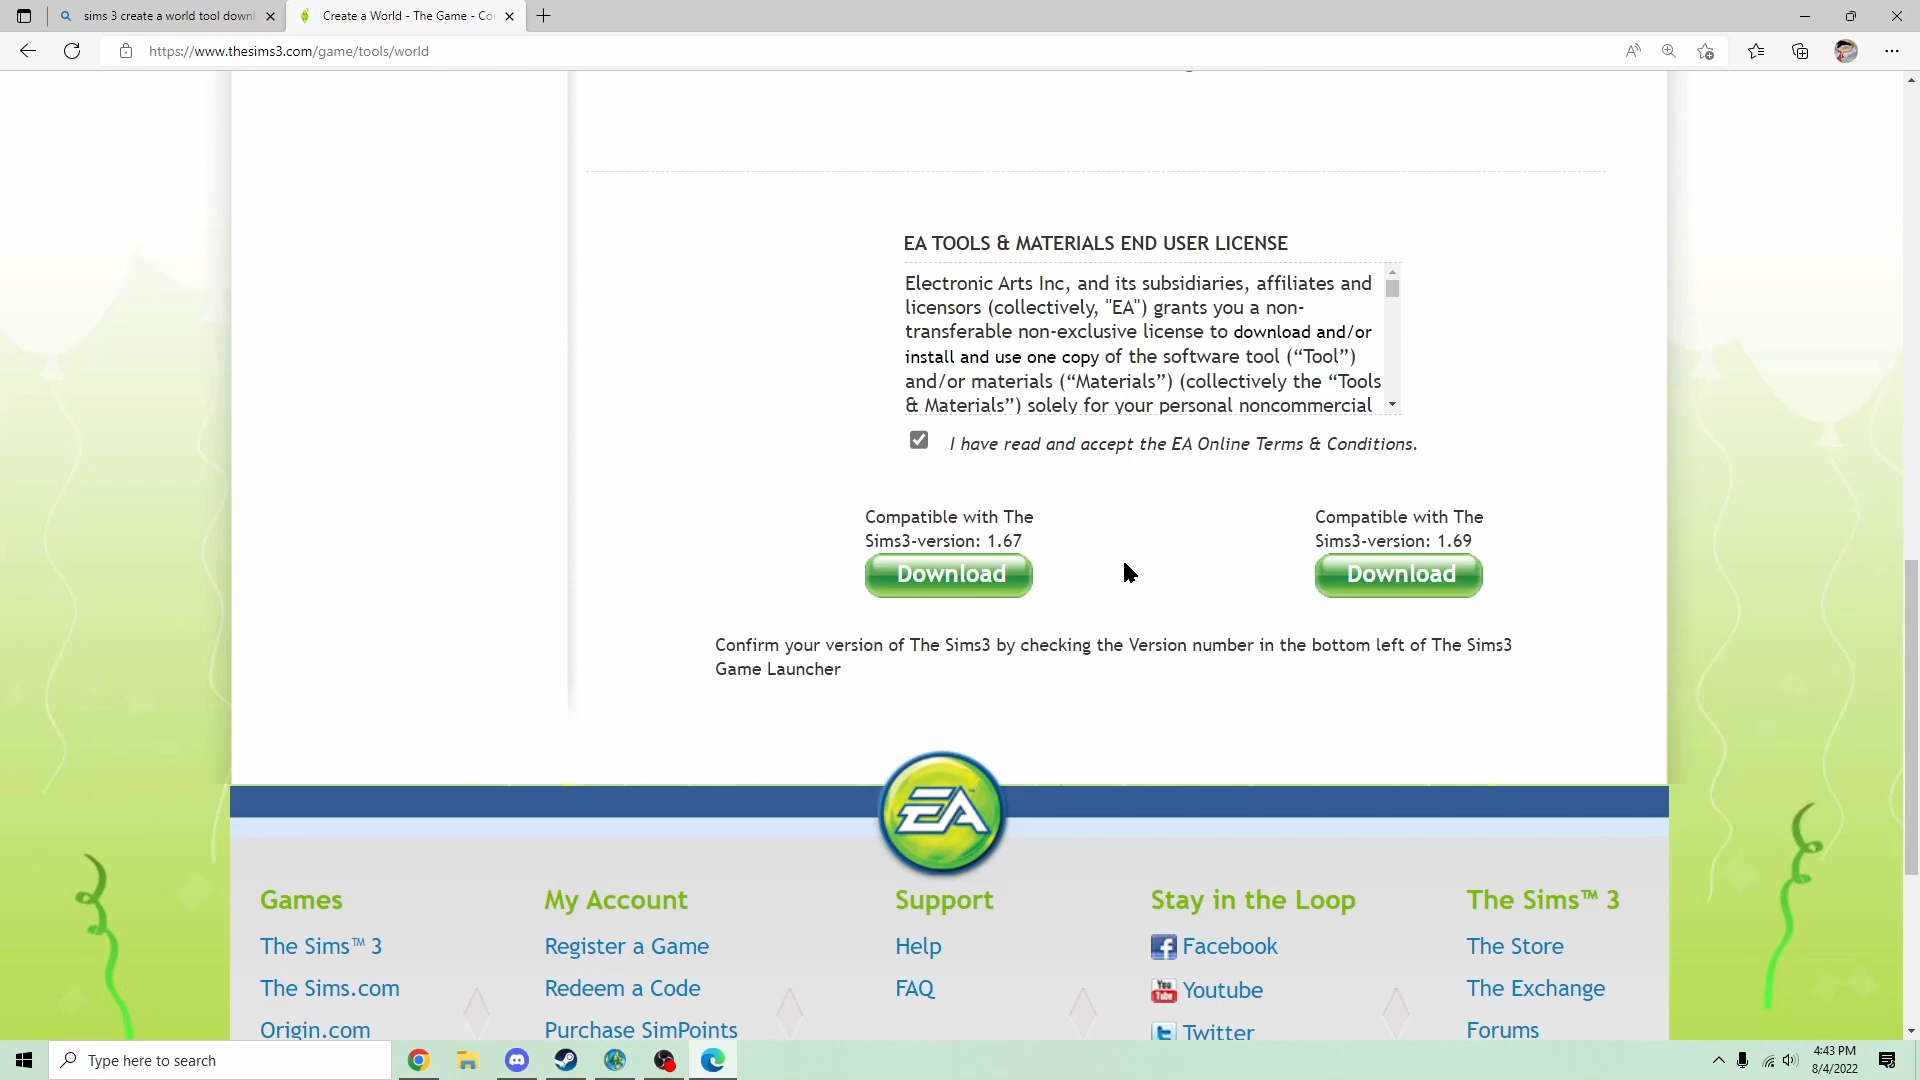 sims 3 create a world tool downl
Create a World - The Game - Co
https://www.thesims3.com/game/tools/world
EA TOOLS & MATERIALS END USER LICENSE
Electronic Arts Inc, and its subsidiaries, affiliates and
licensors (collectively, "EA") grants you a non-
transferable non-exclusive license to download and/or
install and use one copy of the software tool (“Tool”)
and/or materials (“Materials”) (collectively the “Tools
& Materials”) solely for your personal noncommercial
I have read and accept the EA Online Terms & Conditions.
Compatible with The
Sims3-version: 1.67
Download
Compatible with The
Sims3-version: 1.69
Download
Confirm your version of The Sims3 by checking the Version number in the bottom left of The Sims3
Game Launcher
EA
Games
The Sims™ 3
The Sims.com
Origin.com
My Account
Register a Game
Redeem a Code
Purchase SimPoints
Support
Help
FAQ
Stay in the Loop
Facebook
Youtube
Twitter
The Sims™ 3
The Store
The Exchange
Forums
Type here to search
4:43 PM
8/4/2022